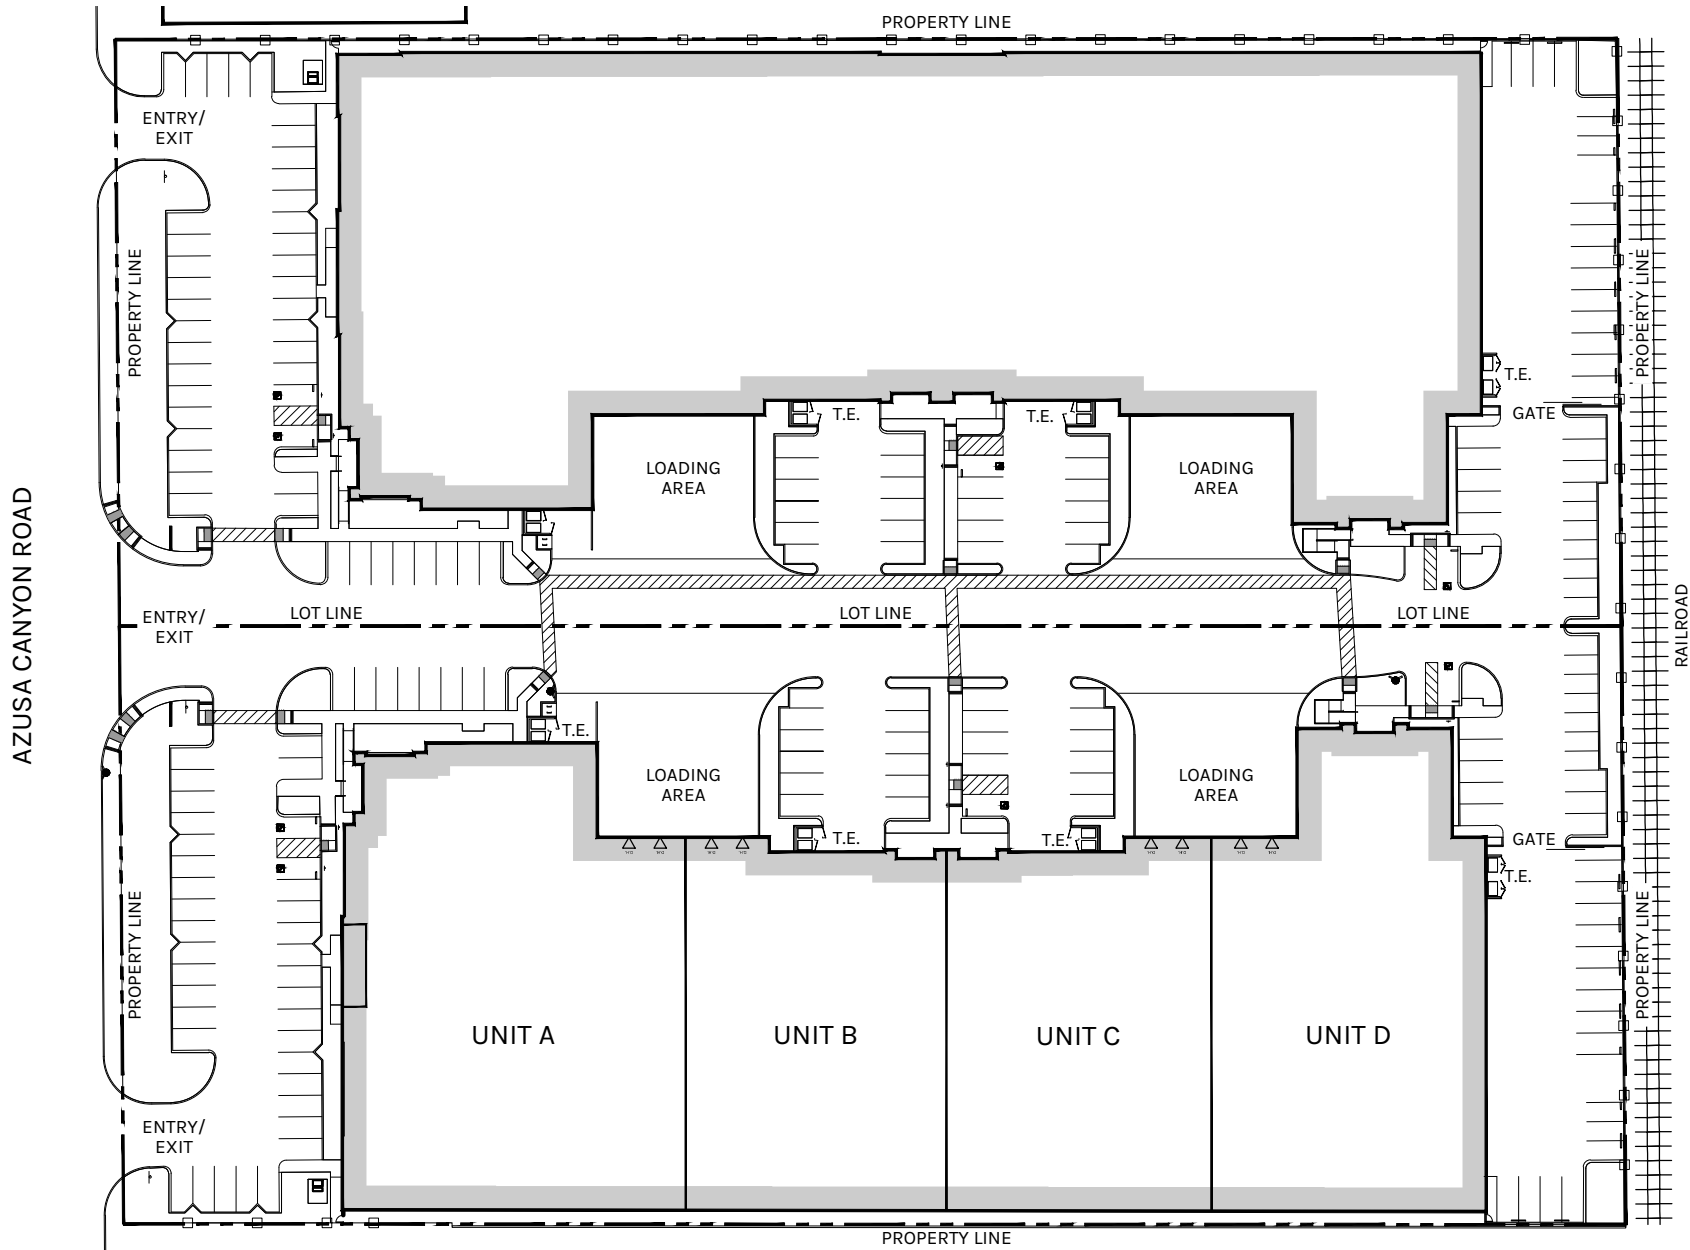 PROPERTY LINE
ENTRY/
EXIT
PROPERTY LINE
PROPERTY LINE
T.E.
GATE
T.E.
T.E.
LOADING
AREA
LOADING
AREA
AZUSA CANYON ROAD
ENTRY/
EXIT
LOT LINE
LOT LINE
LOT LINE
RAILROAD
T.E.
LOADING
AREA
LOADING
AREA
T.E.
T.E.
GATE
T.E.
PROPERTY LINE
PROPERTY LINE
UNIT A
UNIT B
UNIT C
UNIT D
ENTRY/
EXIT
PROPERTY LINE